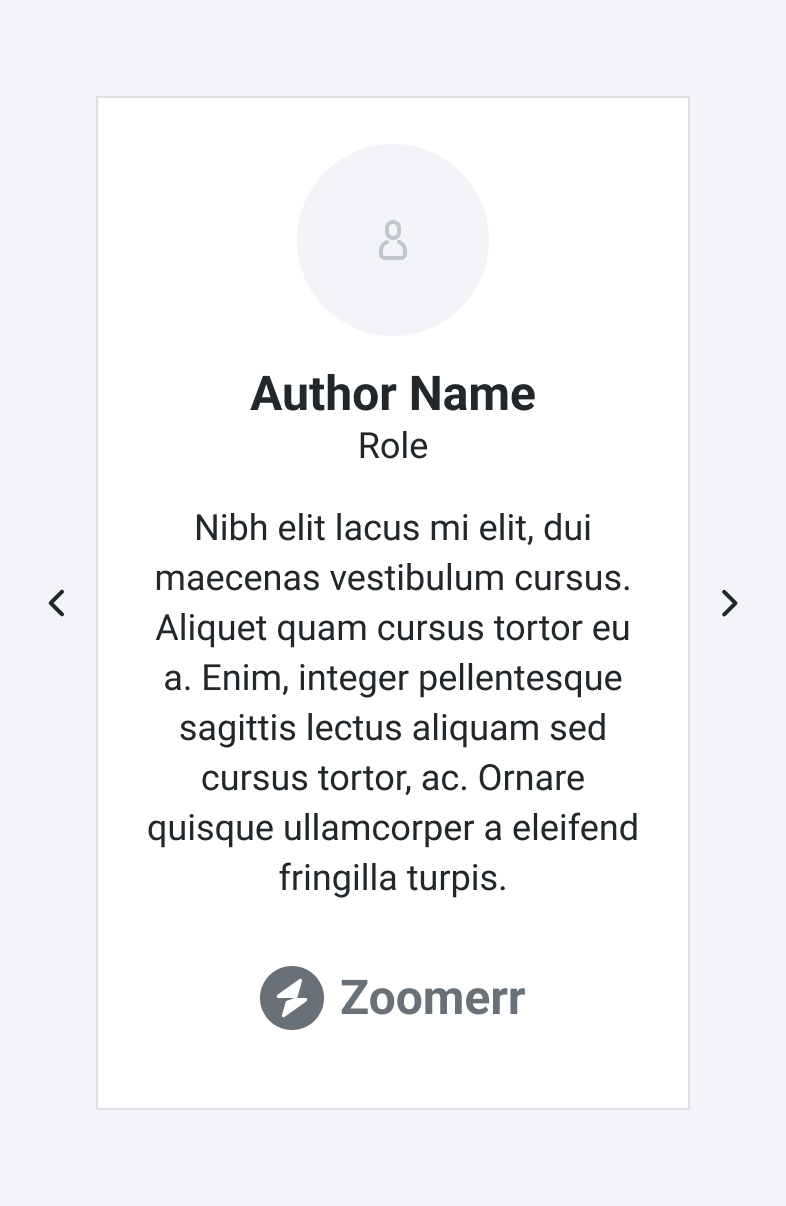 Author Name
Role
Nibh elit lacus mi elit, dui
maecenas vestibulum cursus.
Aliquet quam cursus tortor eu
a. Enim, integer pellentesque
sagittis lectus aliquam sed
cursus tortor, ac. Ornare
quisque ullamcorper a eleifend
fringilla turpis.
Zoomerr